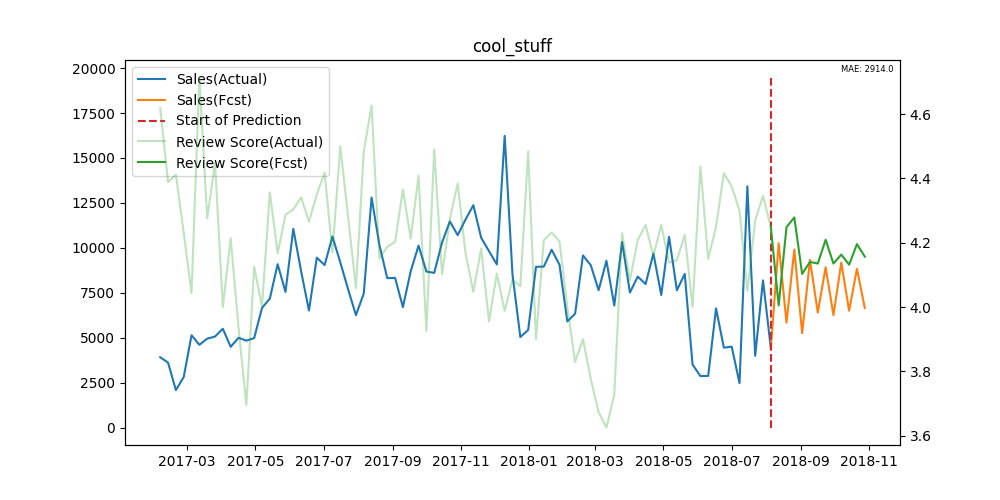 cool_stuff
MAE: 2914.0
Sales(Actual)
Sales(Fcst)
Start of Prediction
Review Score(Actual)
Review Score(Fcst)
20000
17500
15000
12500
10000
7500
5000
2500
0
4.6
4.4
4.2
4.0
3.8
3.6
2017-03 2017-05 2017-07 2017-09 2017-11 2018-01 2018-03 2018-05 2018-07 2018-09 2018-11